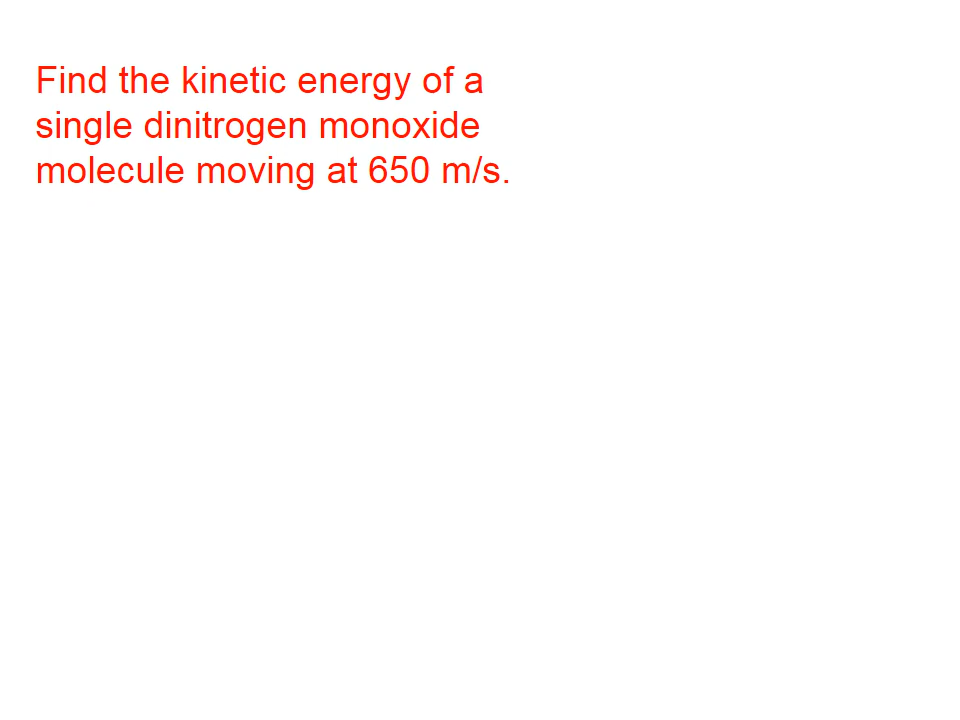 Find the kinetic energy of a
single dinitrogen monoxide
molecule moving at 650 m/s.